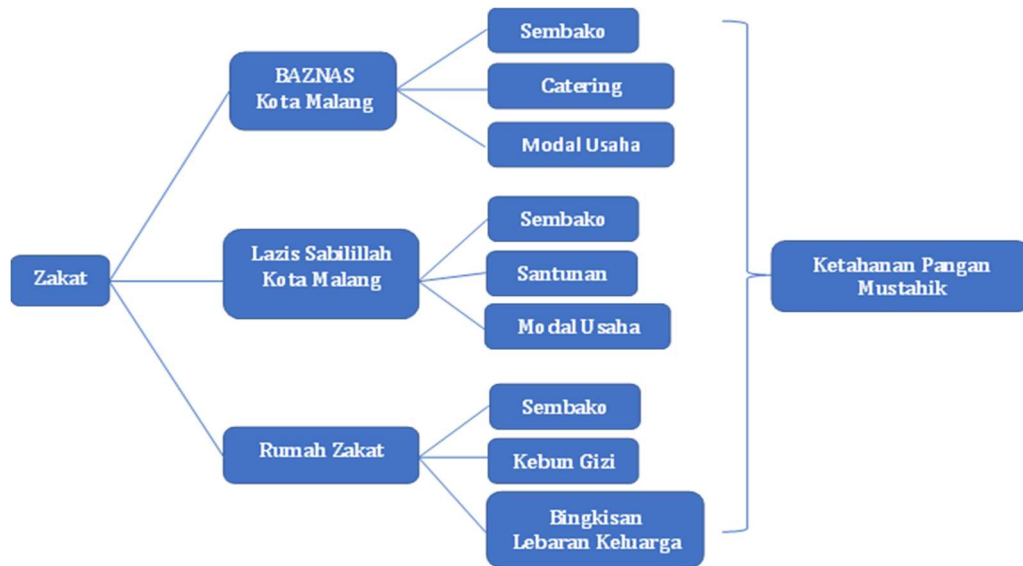 Zakat
BAZNAS
Kota Malang
Sembako
Catering
Modal Usaha
Lazis Sabilillah
Kota Malang
Sembako
Santunan
Modal Usaha
Rumah Zakat
Sembako
Kebun Gizi
Bingkisan
Lebaran Keluarga
Ketahanan Pangan
Mustahik